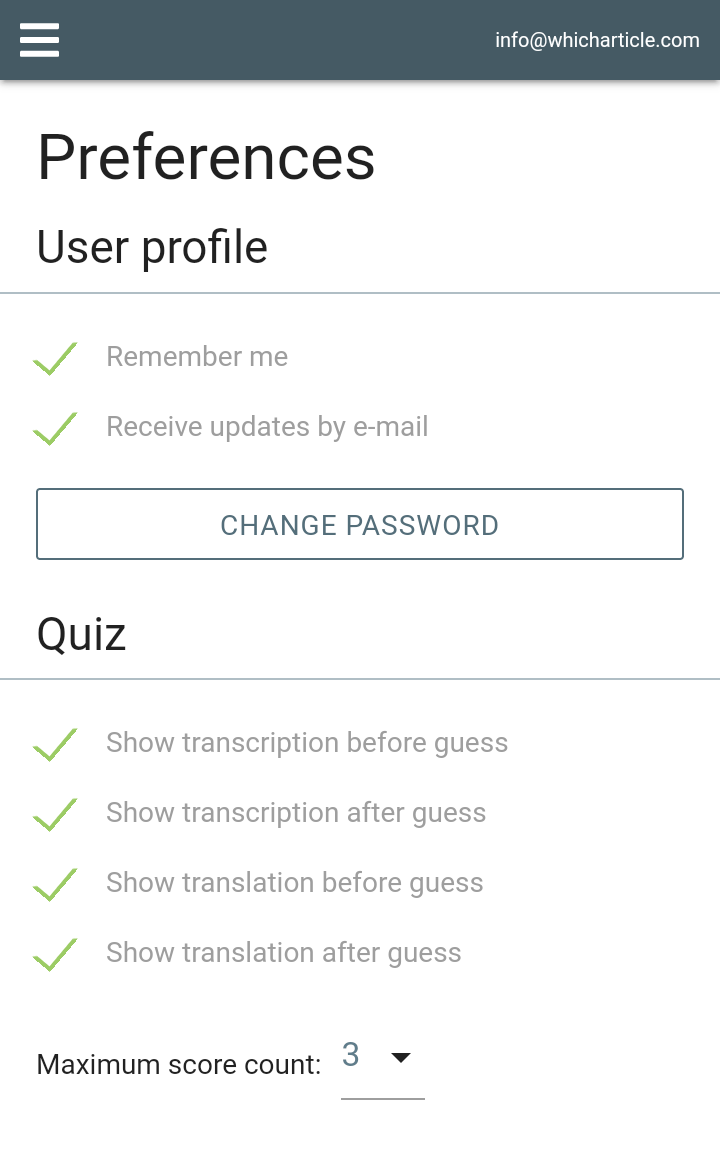 info@whicharticle.com
Preferences
User profile
Remember me
Receive updates by e-mail
CHANGE PASSWORD
Quiz
Show transcription before guess
Show transcription after guess
Show translation before guess
Show translation after guess
Maximum score count: 3